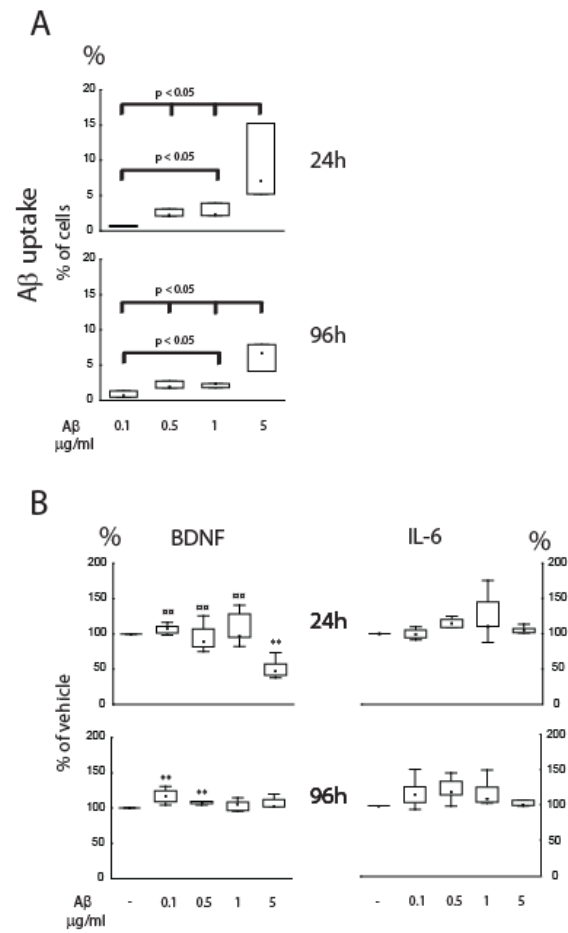 A
%
20
p < 0.05
15
10
p < 0.05
5
0
24h
Aβ uptake
% of cells
20
15
p < 0.05
10
p < 0.05
5
0
96h
Aβ 0.1 0.5 1 5
μg/ml
B
% BDNF IL-6 %
200 200
150 150
¤¤ ¤¤ ¤¤
100 24h 100
**
50 50
0 0
% of vehicle
200 200
150 150
** **
100 96h 100
50 50
0 0
Aβ - 0.1 0.5 1 5 - 0.1 0.5 1 5
μg/ml